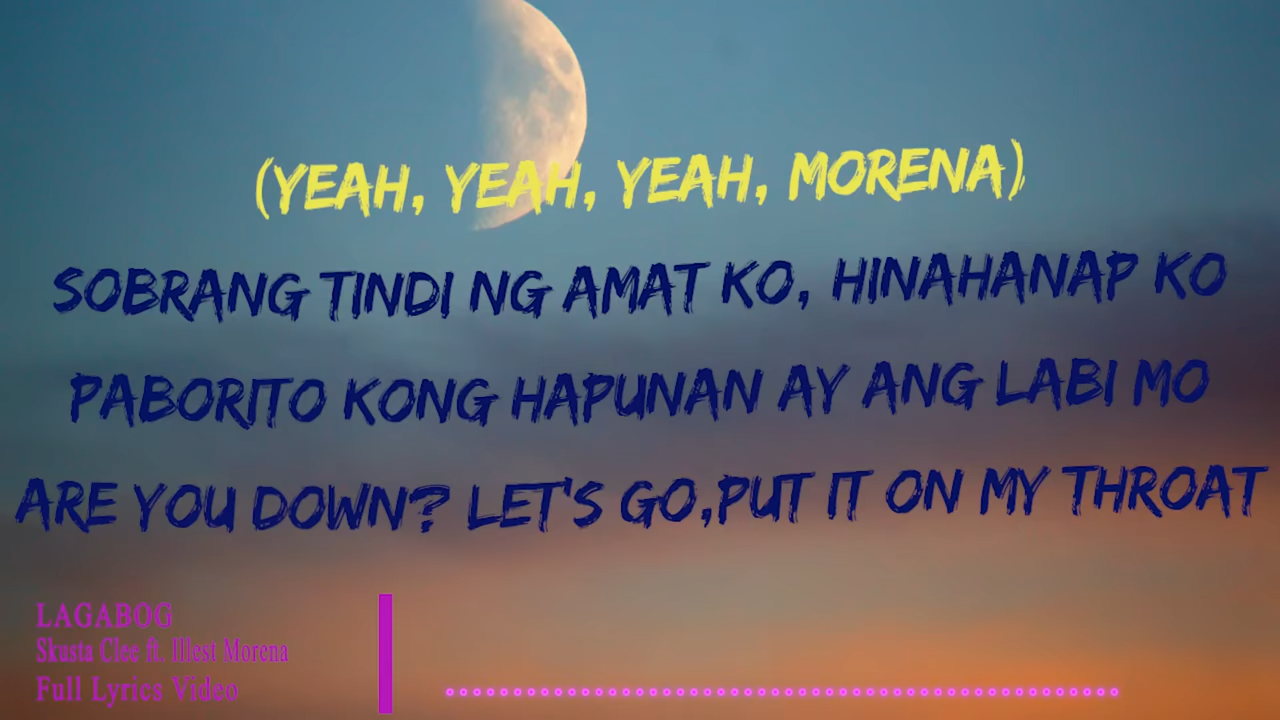 (YEAH, YEAH, YEAH, MORENA)
SOBRANG TINDI NG AMAT KO, HINAHANAP KO
PABORITO KONG HAPUNAN AY ANG LABI MO
ARE YOU DOWN? LET'S GO,PUT IT ON MY THROAT
LAGABOG
Skusta Clee ft. Illest Morena
Full Lyrics Video